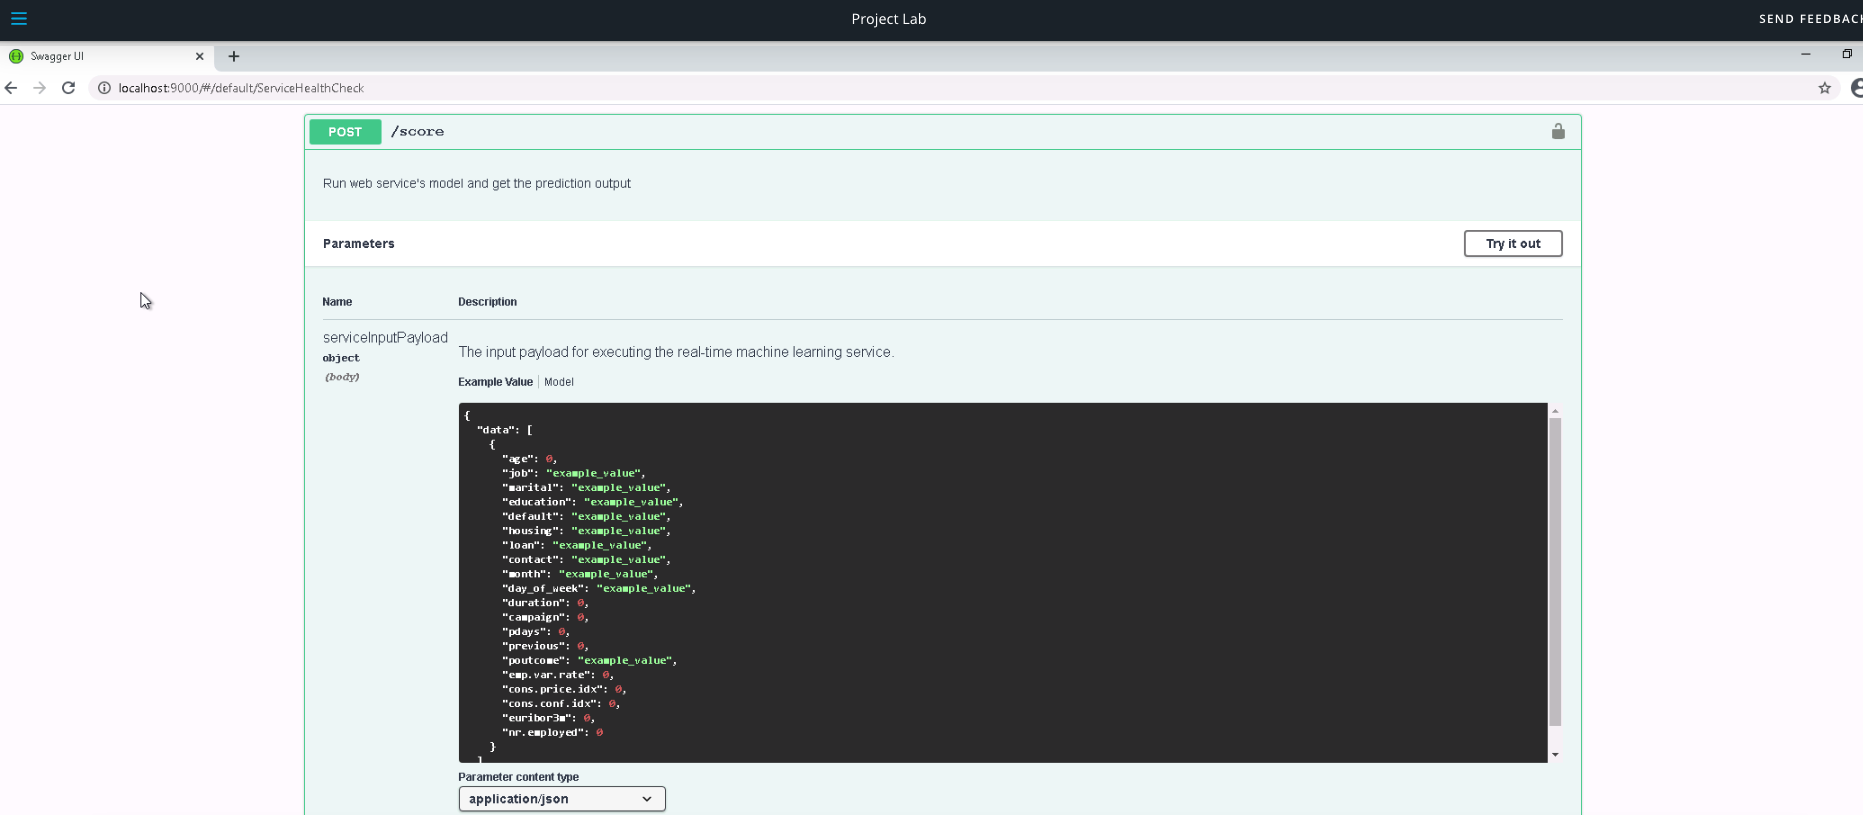 Project Lab
SEND FEEDBACK
Swagger UI
localhost:9000/#/default/ServiceHealthCheck
POST /score
Run web service's model and get the prediction output
Parameters
Try it out
Name Description
serviceInputPayload
object
(body)
The input payload for executing the real-time machine learning service.
Example Value Model
{
"data": [
{
"age": 0,
"job": "example_value",
"marital": "example_value",
"education": "example_value",
"default": "example_value",
"housing": "example_value",
"loan": "example_value",
"contact": "example_value",
"month": "example_value",
"day_of_week": "example_value",
"duration": 0,
"campaign": 0,
"pdays": 0,
"previous": 0,
"poutcome": "example_value",
"emp.var.rate": 0,
"cons.price.idx": 0,
"cons.conf.idx": 0,
"euribor3m": 0,
"nr.employed": 0
}
]
Parameter content type
application/json